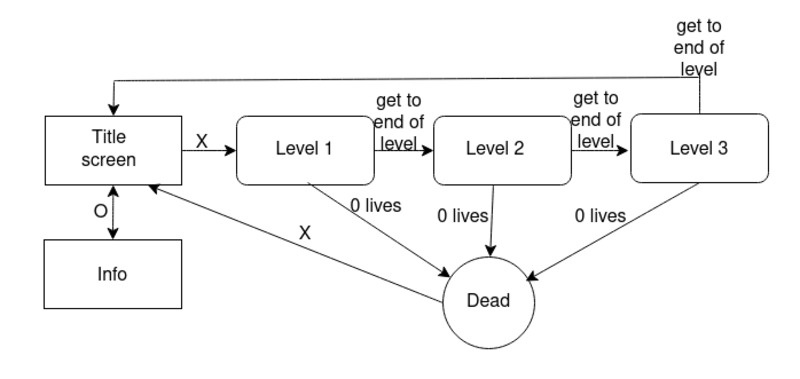 get to
end of
level
get to
end of
level
get to
end of
level
Title
screen
X
Level 1
Level 2
Level 3
O
0 lives
0 lives
0 lives
X
Info
Dead